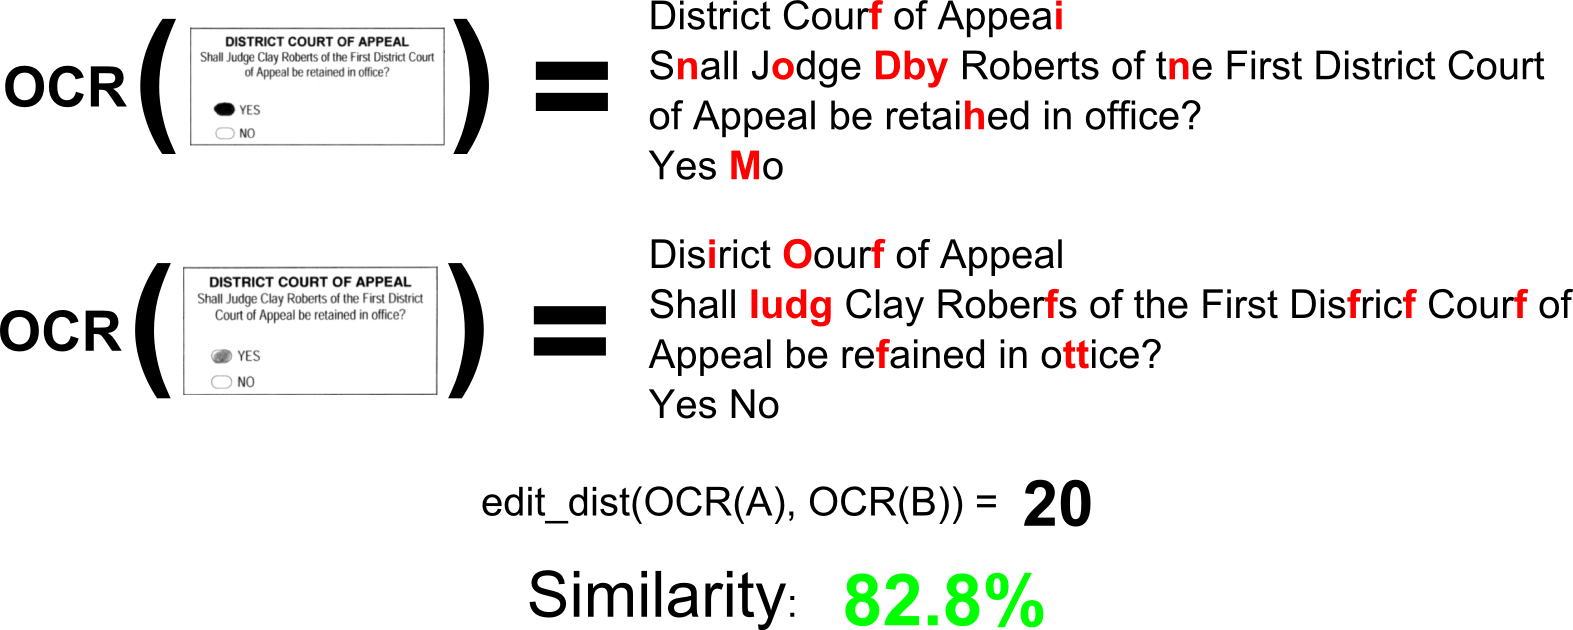 OCR ( DISTRICT COURT OF APPEAL
Shall Judge Clay Roberts of the First District Court
of Appeal be retained in office?
YES
NO
) =
District Courf of Appeai
Snall Jodge Dby Roberts of tne First District Court
of Appeal be retaihed in office?
Yes Mo
OCR ( DISTRICT COURT OF APPEAL
Shall Judge Clay Roberts of the First District
Court of Appeal be retained in office?
YES
NO
) =
Disirict Oourf of Appeal
Shall ludg Clay Roberfs of the First Disfricf Courf of
Appeal be refained in ottice?
Yes No
edit_dist(OCR(A), OCR(B)) = 20
Similarity: 82.8%